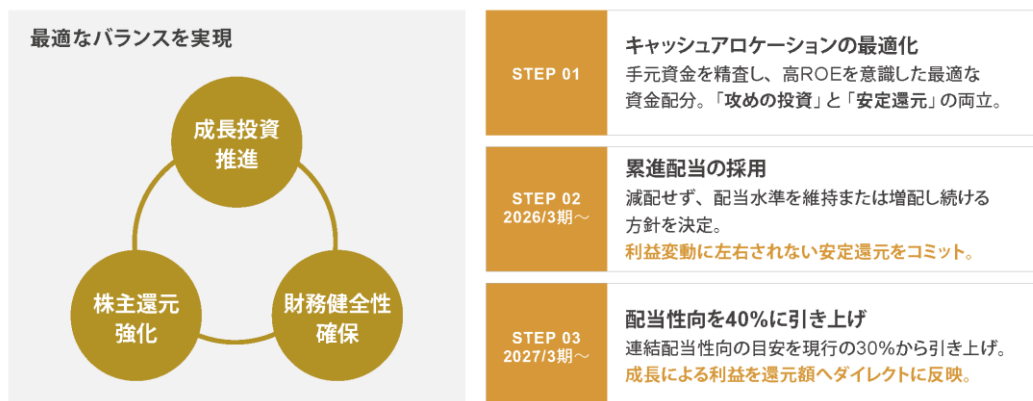 最適なバランスを実現
成長投資
推進
株主還元
強化
財務健全性
確保
STEP 01
キャッシュアロケーションの最適化
手元資金を精査し、高ROEを意識した最適な
資金配分。「攻めの投資」と「安定還元」の両立。
STEP 02
2026/3期～
累進配当の採用
減配せず、配当水準を維持または増配し続ける
方針を決定。
利益変動に左右されない安定還元をコミット。
STEP 03
2027/3期～
配当性向を40%に引き上げ
連結配当性向の目安を現行の30%から引き上げ。
成長による利益を還元額へダイレクトに反映。